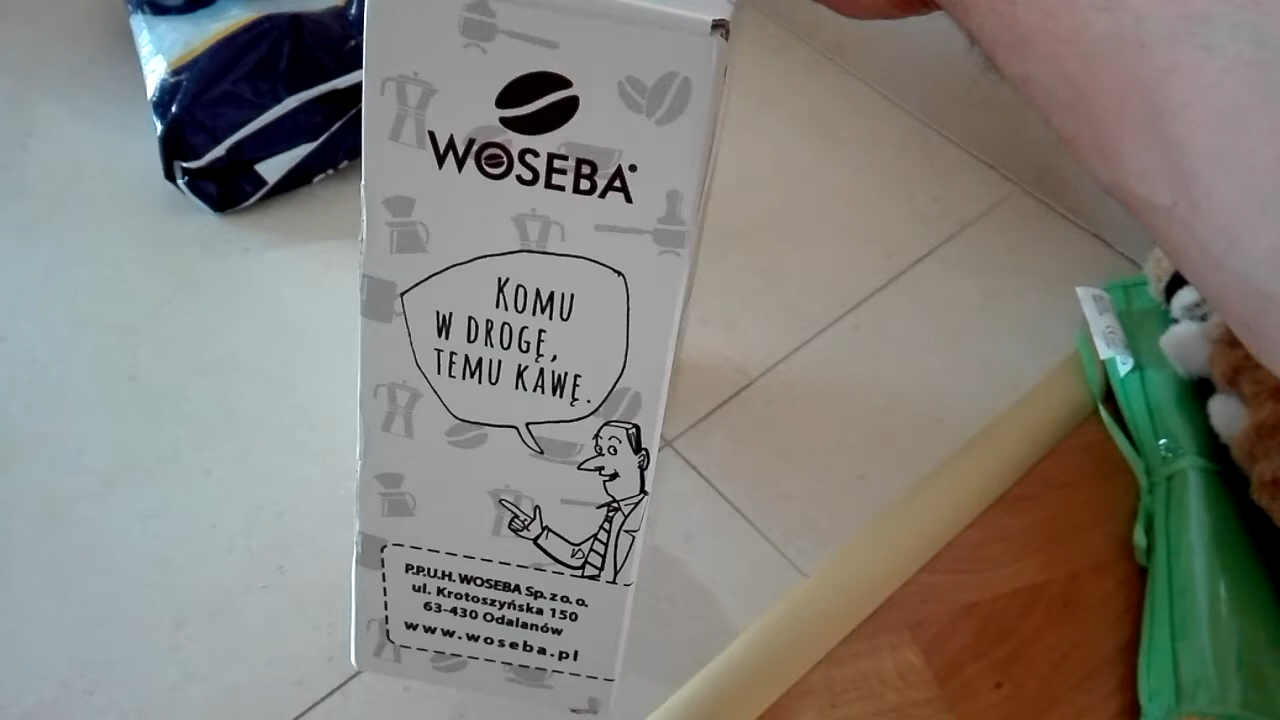 WOSEBA
KOMU
W DROGĘ,
TEMU KAWĘ.
P.P.U.H. WOSEBA Sp. z o. o.
ul. Krotoszyńska 150
63-430 Odalanów
www.woseba.pl